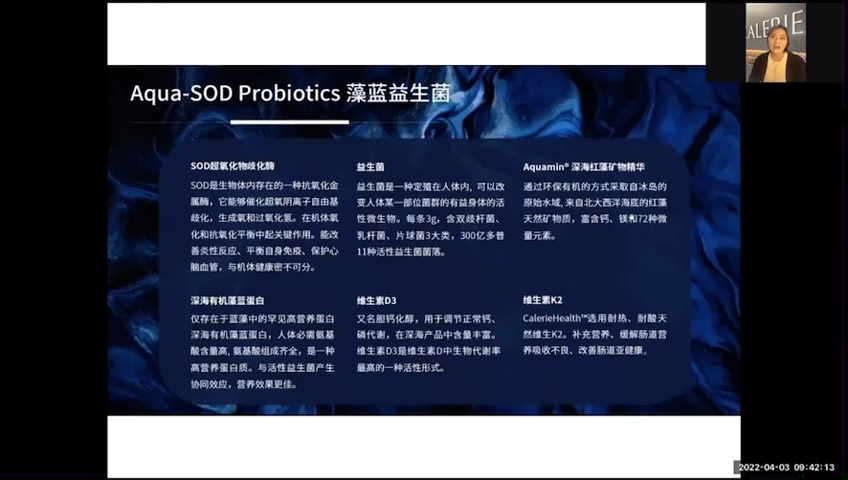 CALERIE
Aqua-SOD Probiotics 藻蓝益生菌
SOD超氧化物歧化酶
SOD是生物体内存在的一种抗氧化金
属酶，它能够催化超氧阴离子自由基
歧化，生成氧和过氧化氢。在机体氧
化和抗氧化平衡中起关键作用。能改
善炎性反应、平衡自身免疫、保护心
脑血管，与机体健康密不可分。
益生菌
益生菌是一种定殖在人体内, 可以改
变人体某一部位菌群的有益身体的活
性微生物。每条3g，含双歧杆菌、
乳杆菌、片球菌3大类，300亿多普
11种活性益生菌菌落。
Aquamin® 深海红藻矿物精华
通过环保有机的方式采取自冰岛的
原始水域, 来自北大西洋海底的红藻
天然矿物质，富含钙、镁和72种微
量元素。
深海有机藻蓝蛋白
仅存在于蓝藻中的罕见高营养蛋白
深海有机藻蓝蛋白，人体必需氨基
酸含量高, 氨基酸组成齐全，是一种
高营养蛋白质。与活性益生菌产生
协同效应，营养效果更佳。
维生素D3
又名胆钙化醇，用于调节正常钙、
磷代谢，在深海产品中含量丰富。
维生素D3是维生素D中生物代谢率
最高的一种活性形式。
维生素K2
CalerieHealth™选用耐热、耐酸天
然维生K2。补充营养、缓解肠道营
养吸收不良、改善肠道亚健康。
2022-04-03 09:42:13